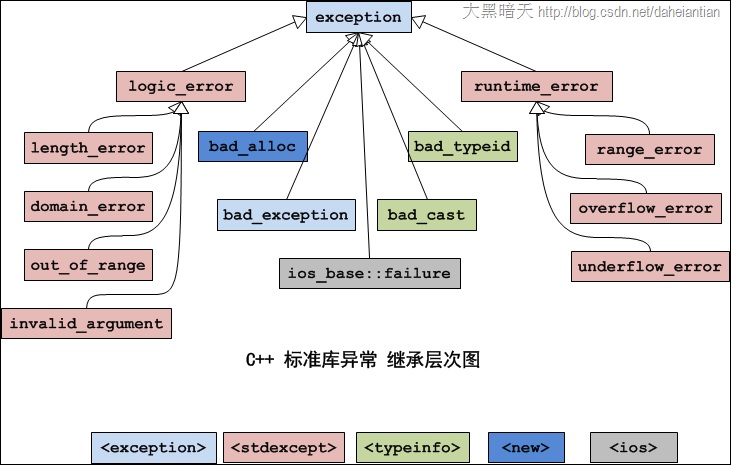 大黑暗天 http://blog.csdn.net/daheiantian
exception
logic_error
runtime_error
length_error
bad_alloc
bad_typeid
range_error
domain_error
bad_exception
bad_cast
overflow_error
out_of_range
ios_base::failure
underflow_error
invalid_argument
C++ 标准库异常 继承层次图
<exception> <stdexcept> <typeinfo> <new> <ios>